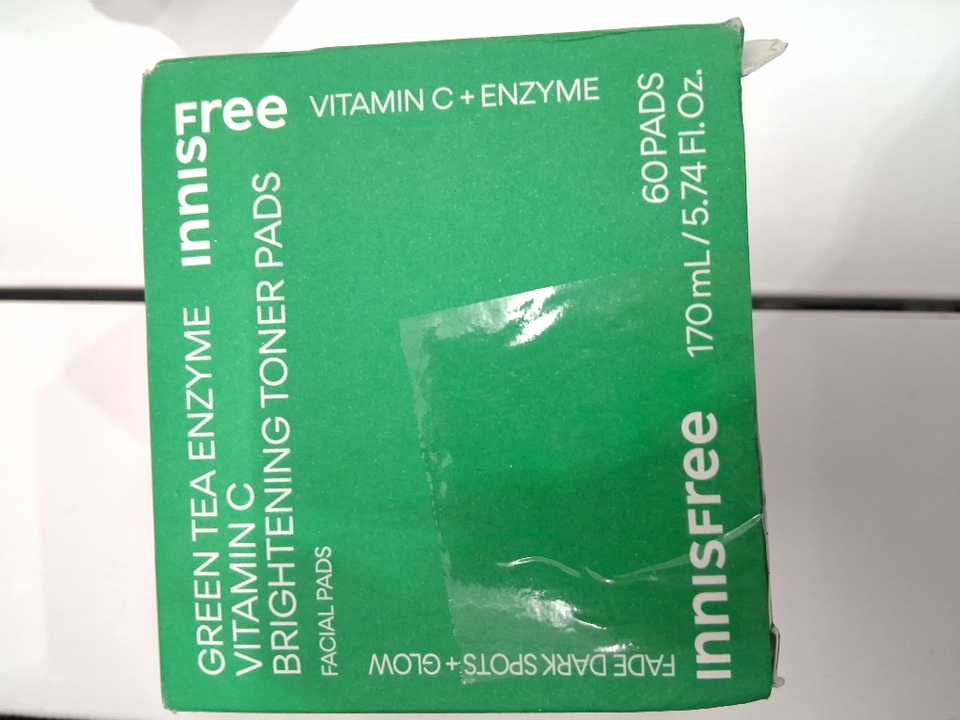 INNISFree
VITAMIN C + ENZYME
GREEN TEA ENZYME
VITAMIN C
BRIGHTENING TONER PADS
FACIAL PADS
60 PADS
170 mL / 5.74 Fl.Oz.
INNISFree
FADE DARK SPOTS + GLOW